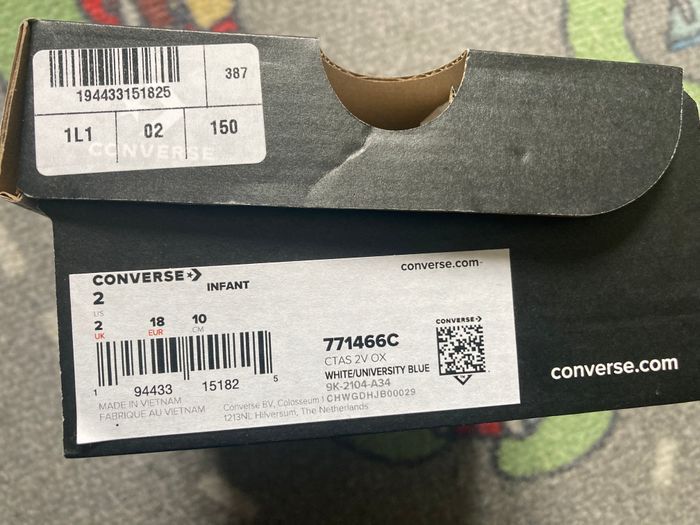 387
194433151825
1L1 02 150
CONVERSE
CONVERSE INFANT converse.com
2
US
2 18 10
UK EUR CM
1 94433 15182 5
771466C
CTAS 2V OX
WHITE/UNIVERSITY BLUE
9K-2104-A34
CHWGDHJB00029
CONVERSE
MADE IN VIETNAM
FABRIQUE AU VIETNAM
Converse BV, Colosseum 1
1213NL Hilversum, The Netherlands
converse.com